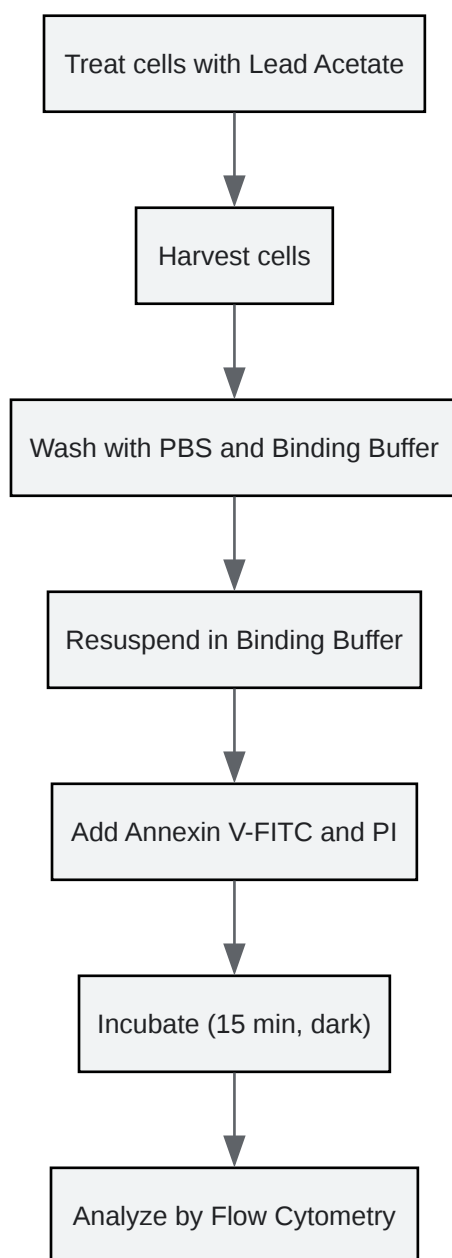 Treat cells with Lead Acetate
Harvest cells
Wash with PBS and Binding Buffer
Resuspend in Binding Buffer
Add Annexin V-FITC and PI
Incubate (15 min, dark)
Analyze by Flow Cytometry